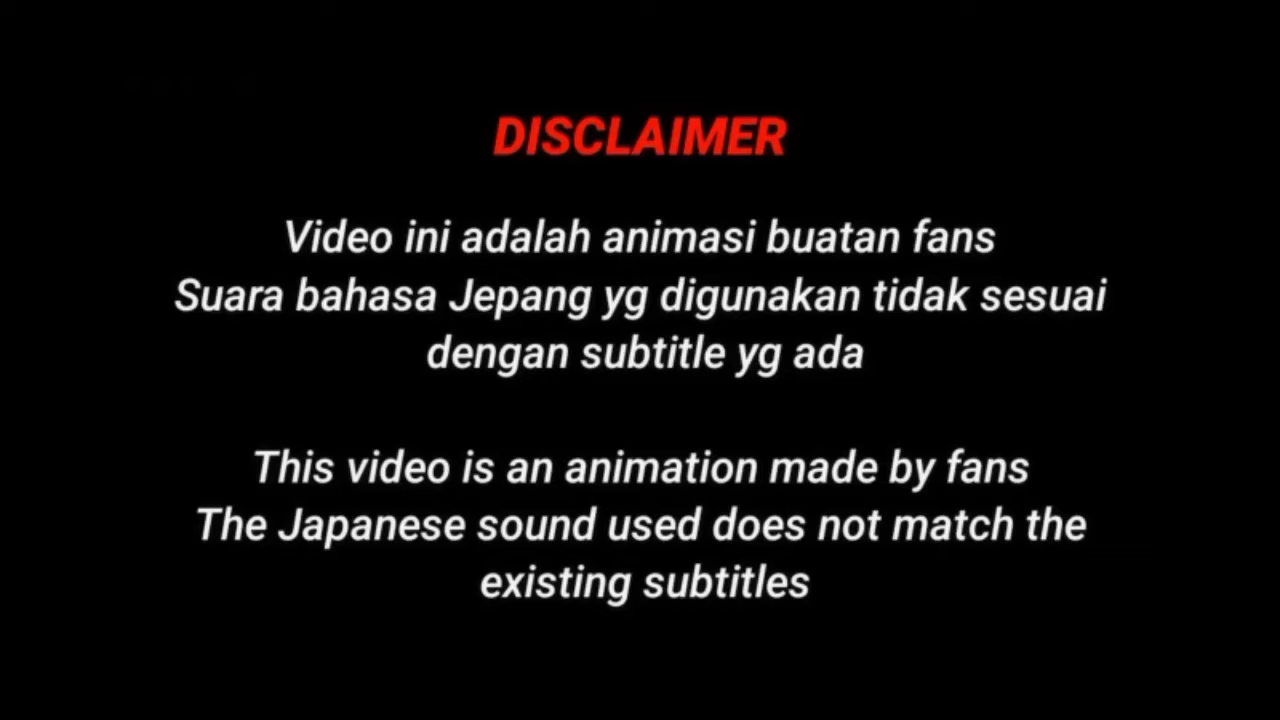 DISCLAIMER
Video ini adalah animasi buatan fans
Suara bahasa Jepang yg digunakan tidak sesuai
dengan subtitle yg ada
This video is an animation made by fans
The Japanese sound used does not match the
existing subtitles